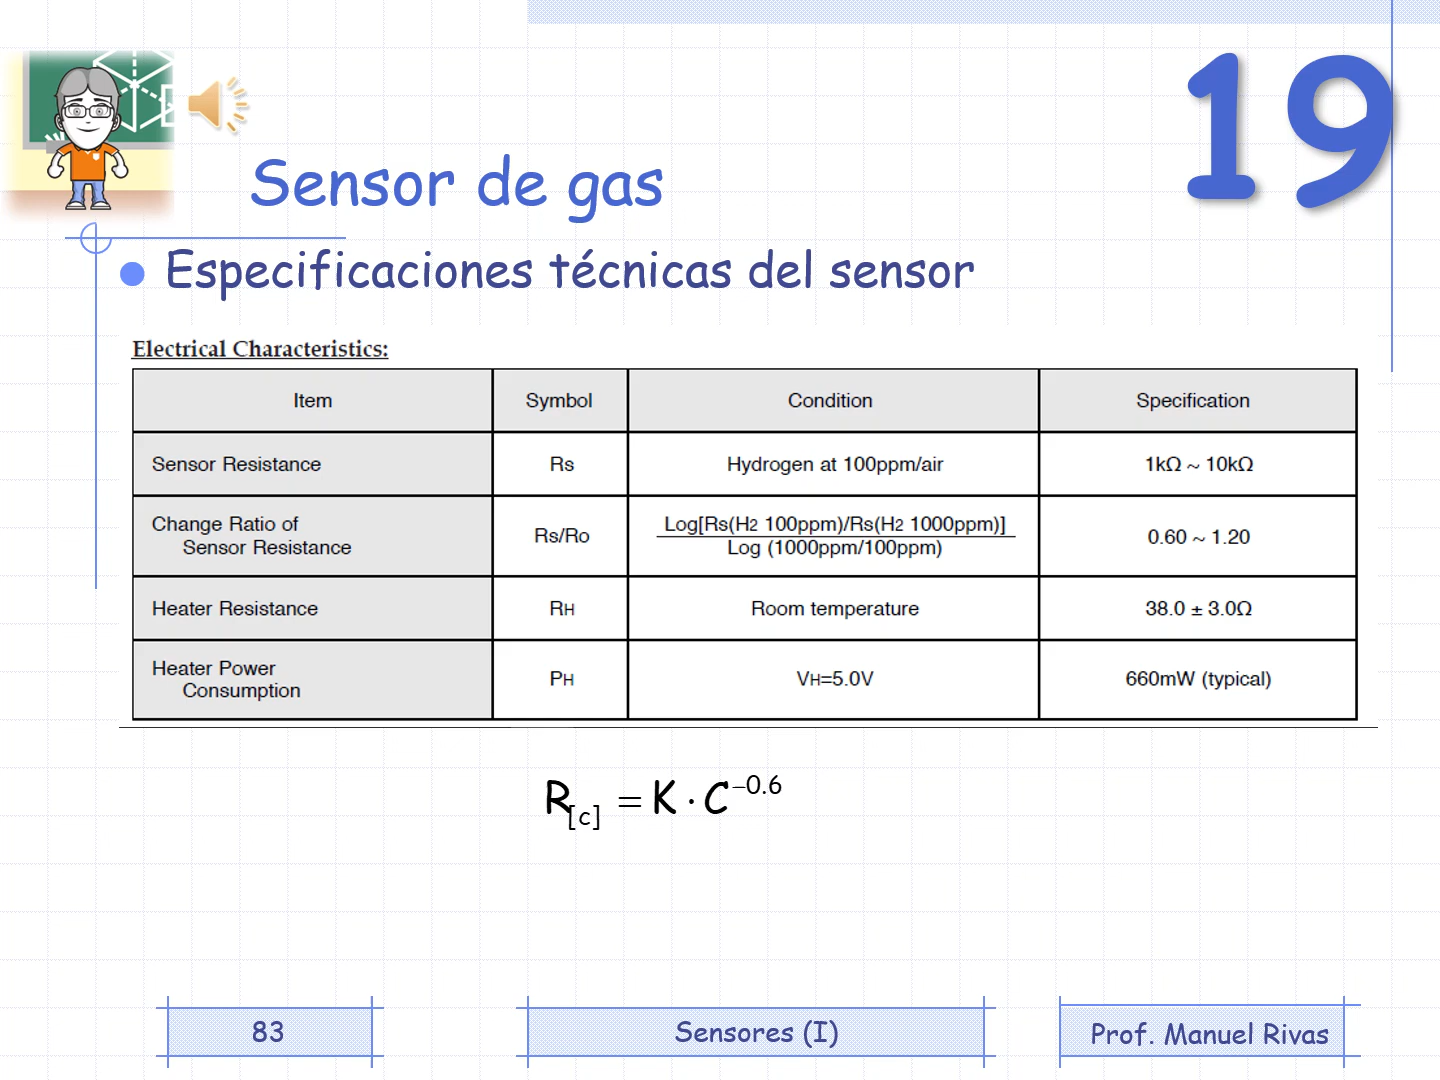 19
Sensor de gas
Especificaciones técnicas del sensor
Electrical Characteristics:
Item Symbol Condition Specification
Sensor Resistance Rs Hydrogen at 100ppm/air 1kΩ ~ 10kΩ
Change Ratio of
Sensor Resistance Rs/Ro Log[Rs(H2 100ppm)/Rs(H2 1000ppm)]
Log (1000ppm/100ppm) 0.60 ~ 1.20
Heater Resistance RH Room temperature 38.0 ± 3.0Ω
Heater Power
Consumption PH VH=5.0V 660mW (typical)
R[c] = K · C^−0.6
83 Sensores (I) Prof. Manuel Rivas